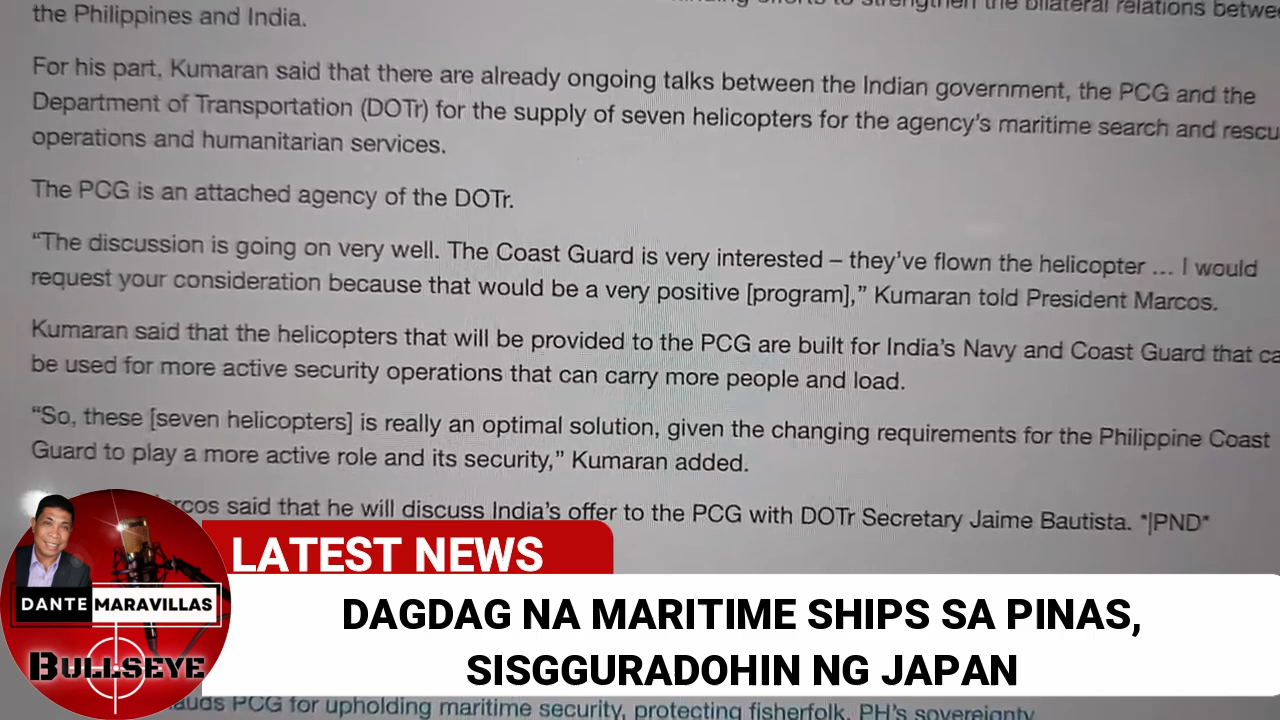 to strengthen the bilateral relations
the Philippines and India.
For his part, Kumaran said that there are already ongoing talks between the Indian government, the PCG and the
Department of Transportation (DOTr) for the supply of seven helicopters for the agency's maritime search and
operations and humanitarian services.
The PCG is an attached agency of the DOTr.
“The discussion is going on very well. The Coast Guard is very interested – they've flown the helicopter ... I would
request your consideration because that would be a very positive [program],” Kumaran told President Marcos.
Kumaran said that the helicopters that will be provided to the PCG are built for India's Navy and Coast Guard that
be used for more active security operations that can carry more people and load.
“So, these [seven helicopters] is really an optimal solution, given the changing requirements for the Philippine Coast
Guard to play a more active role and its security,” Kumaran added.
said that he will discuss India's offer to the PCG with DOTr Secretary Jaime Bautista. *|PND*
LATEST NEWS
DANTE MARAVILLAS
BULLSEYE
DAGDAG NA MARITIME SHIPS SA PINAS,
SISGGURADOHIN NG JAPAN
PCG for upholding maritime security, protecting fisherfolk, PH's sovereignty